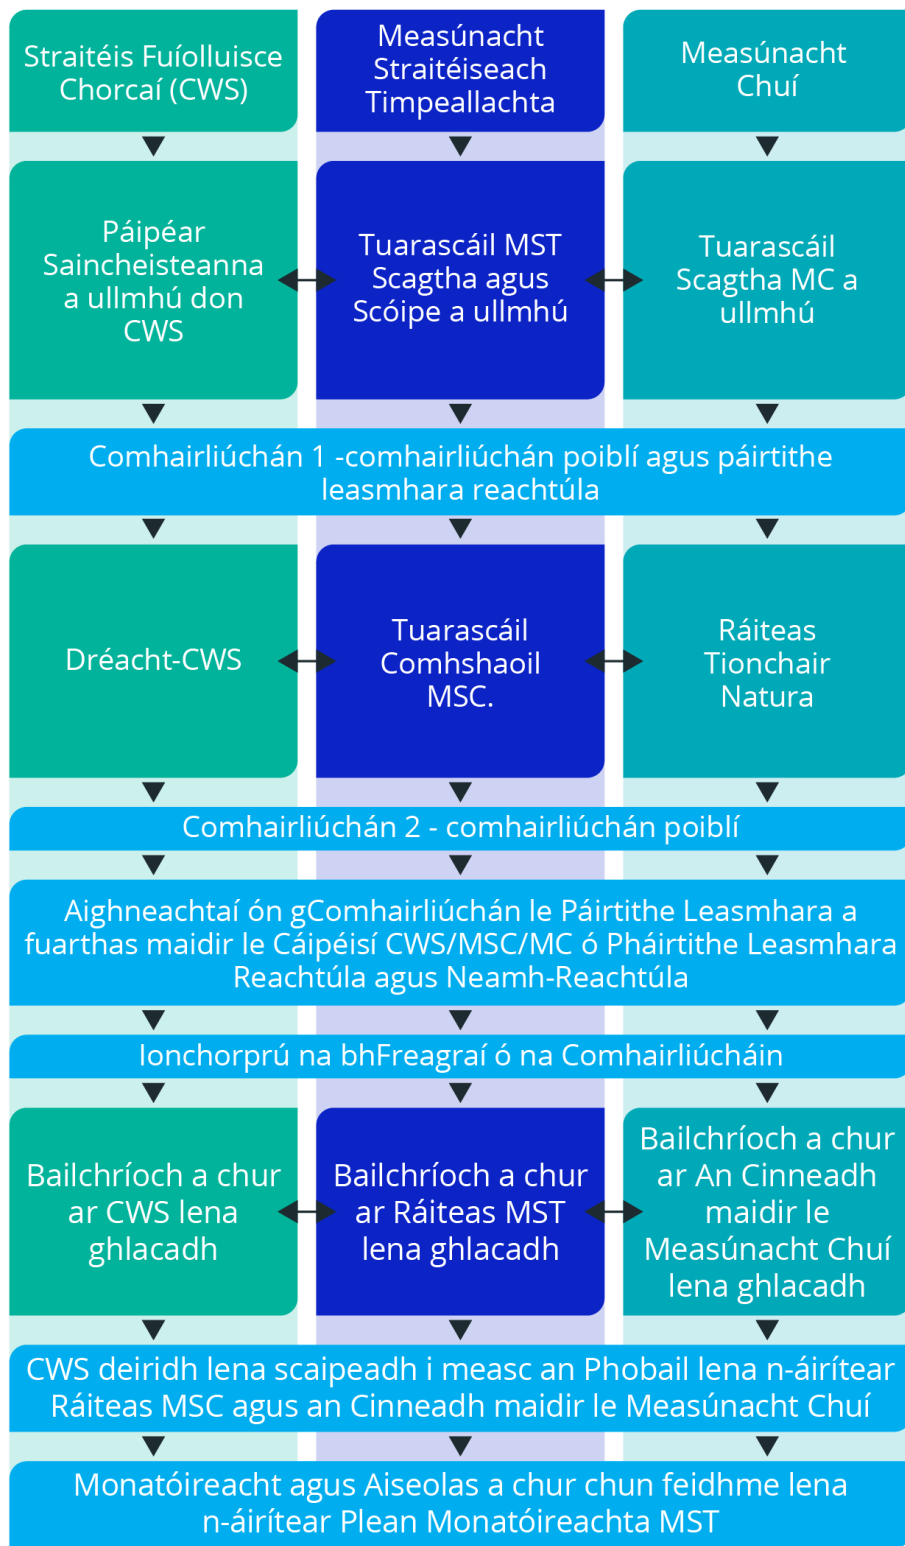 Straitéis Fuíolluisce
Chorcaí (CWS)
Measúnacht
Straitéiseach
Timpeallachta
Measúnacht
Chuí
Páipéar
Saincheisteanna
a ullmhú don
CWS
Tuarascáil MST
Scagtha agus
Scóipe a ullmhú
Tuarascáil
Scagtha MC a
ullmhú
Comhairliúchán 1 -comhairliúchán poiblí agus páirtithe
leasmhara reachtúla
Dréacht-CWS
Tuarascáil
Comhshaoil
MSC.
Ráiteas
Tionchair
Natura
Comhairliúchán 2 - comhairliúchán poiblí
Aighneachtaí ón gComhairliúchán le Páirtithe Leasmhara a
fuarthas maidir le Cáipéisí CWS/MSC/MC ó Pháirtithe Leasmhara
Reachtúla agus Neamh-Reachtúla
Ionchorprú na bhFreagraí ó na Comhairliúcháin
Bailchríoch a chur
ar CWS lena
ghlacadh
Bailchríoch a chur
ar Ráiteas MST
lena ghlacadh
Bailchríoch a chur
ar An Cinneadh
maidir le
Measúnacht Chuí
lena ghlacadh
CWS deiridh lena scaipeadh i measc an Phobail lena n-áirítear
Ráiteas MSC agus an Cinneadh maidir le Measúnacht Chuí
Monatóireacht agus Aiseolas a chur chun feidhme lena
n-áirítear Plean Monatóireachta MST